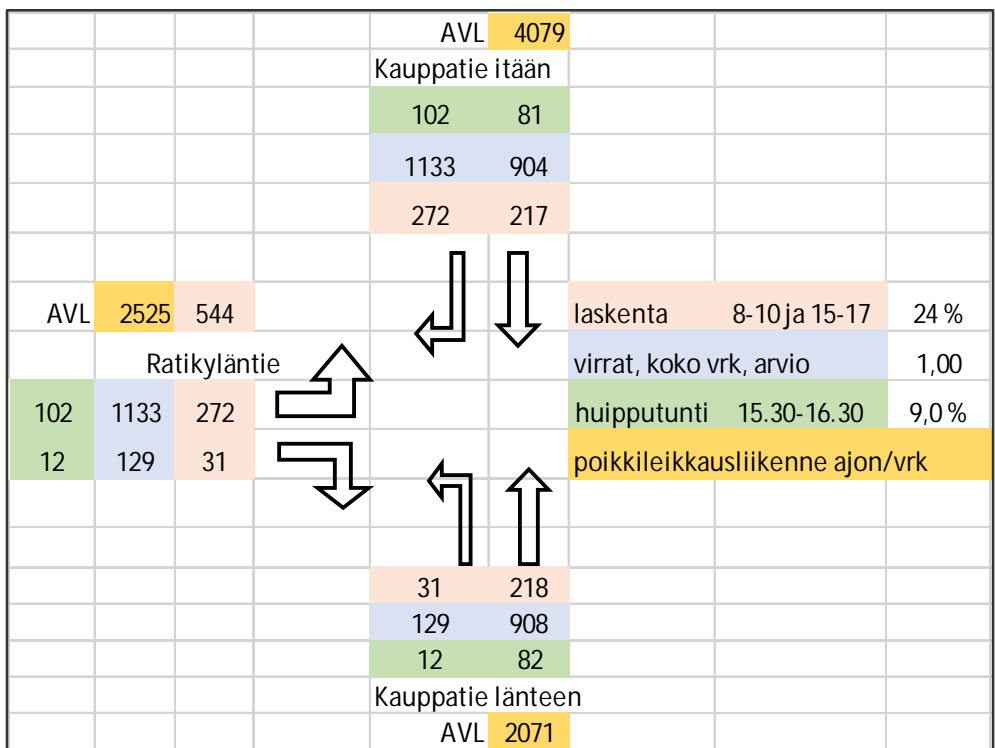 AVL 4079
Kauppatie itään
102 81
1133 904
272 217
AVL 2525 544 laskenta 8-10 ja 15-17 24 %
Ratikyläntie virrat, koko vrk, arvio 1,00
102 1133 272 huipputunti 15.30-16.30 9,0 %
12 129 31 poikkileikkausliikenne ajon/vrk
31 218
129 908
12 82
Kauppatie länteen
AVL 2071